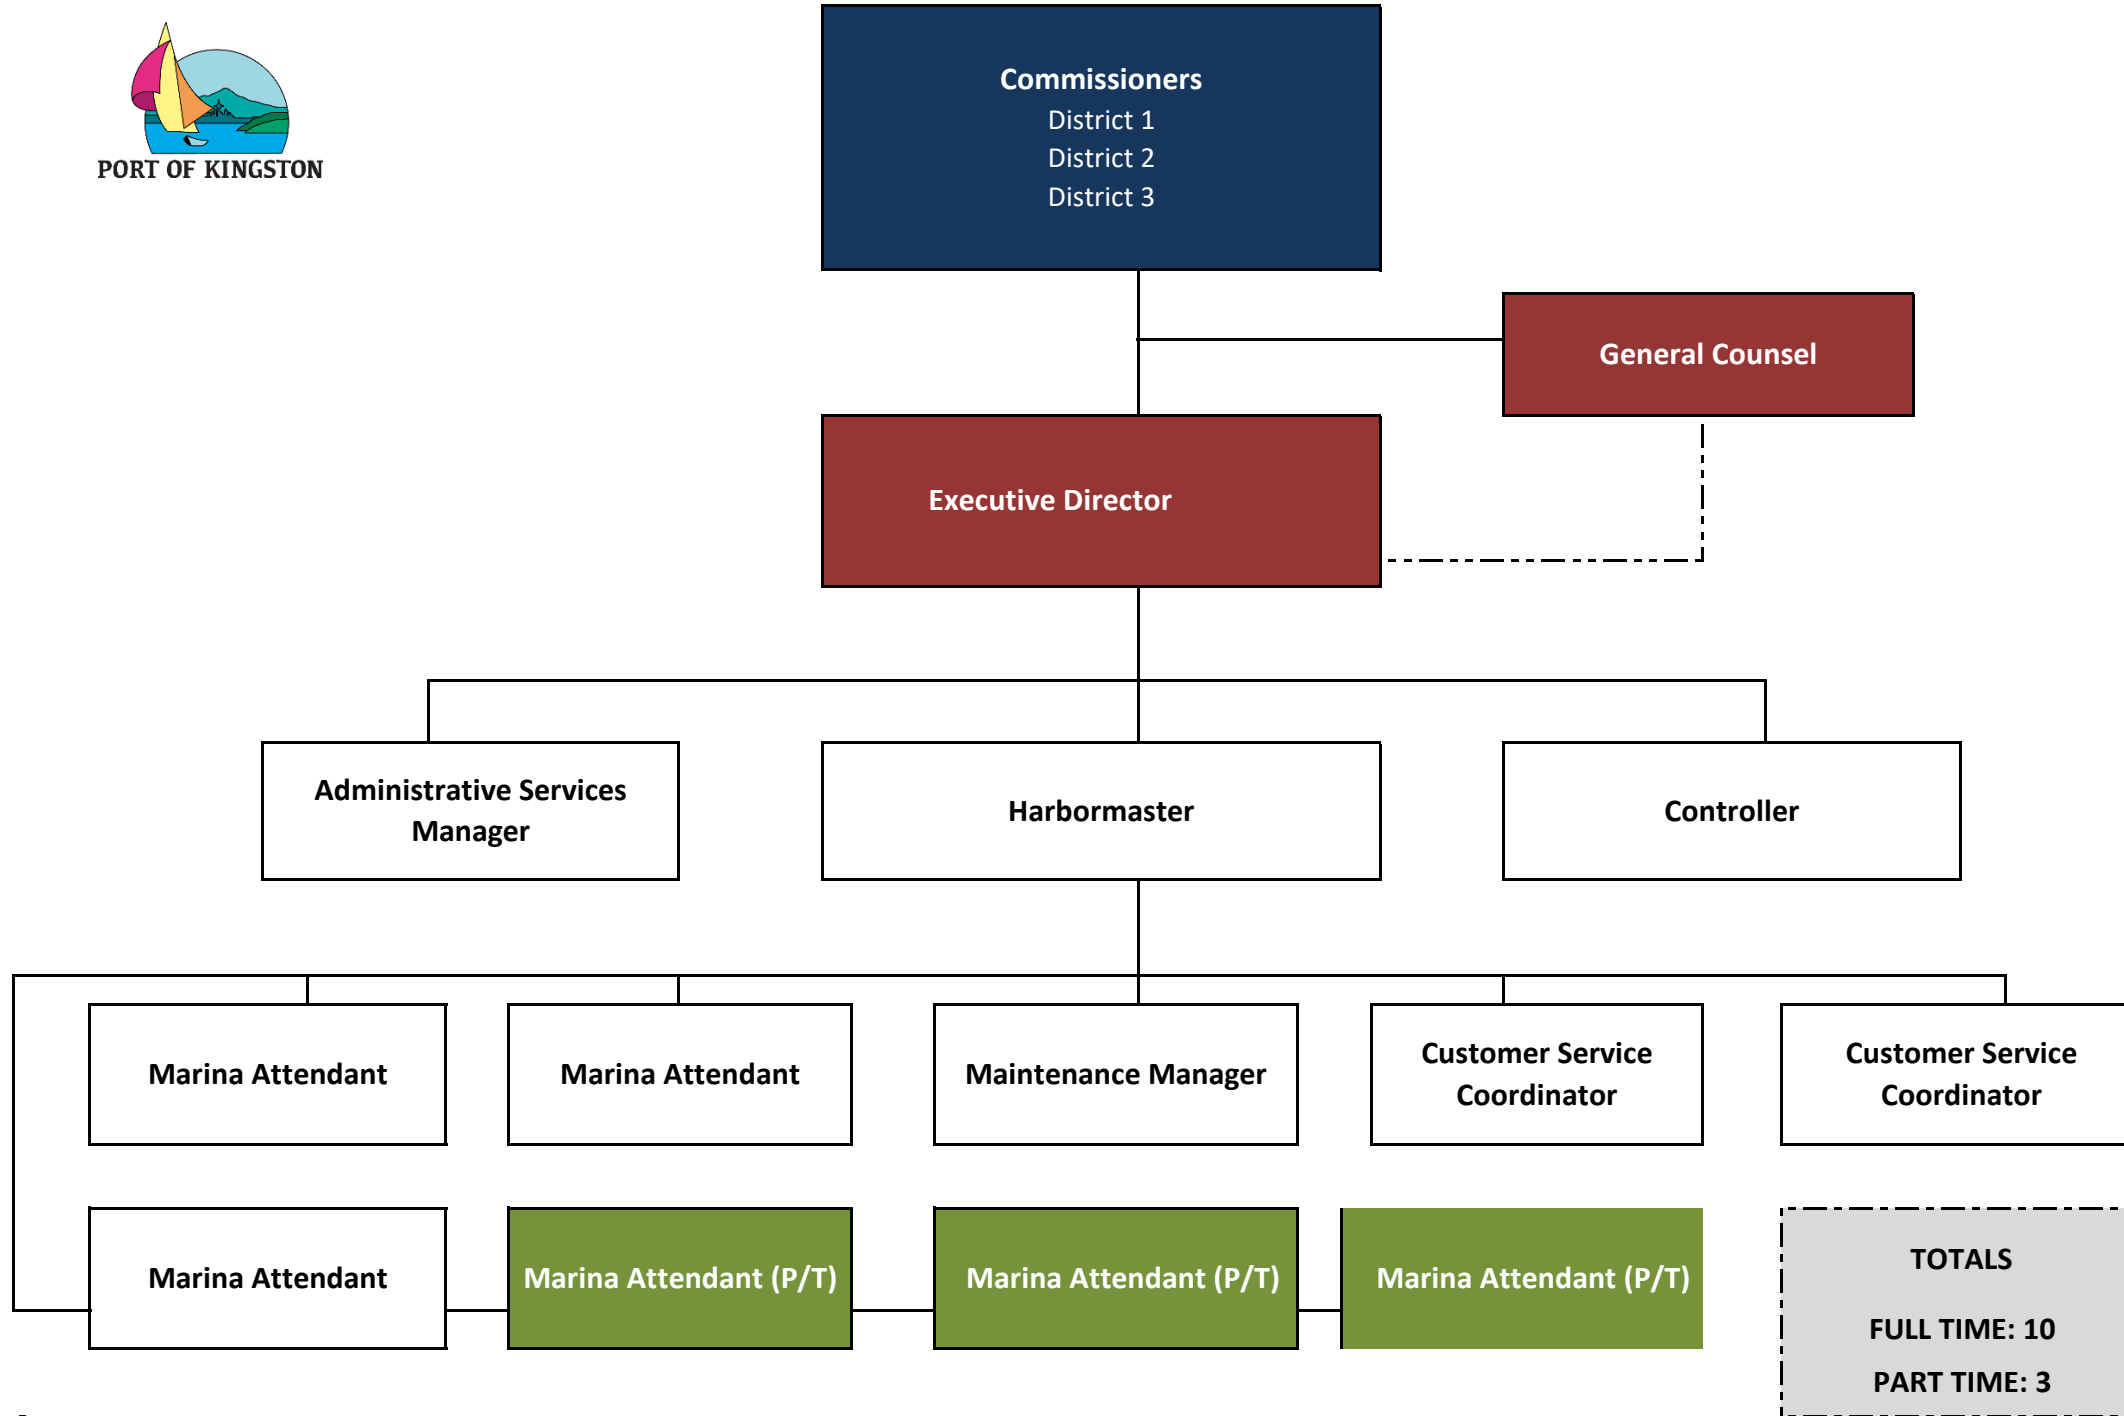 PORT OF KINGSTON
Commissioners
District 1
District 2
District 3
General Counsel
Executive Director
Administrative Services
Manager
Harbormaster
Controller
Marina Attendant
Marina Attendant
Maintenance Manager
Customer Service
Coordinator
Customer Service
Coordinator
Marina Attendant
Marina Attendant (P/T)
Marina Attendant (P/T)
Marina Attendant (P/T)
TOTALS
FULL TIME: 10
PART TIME: 3